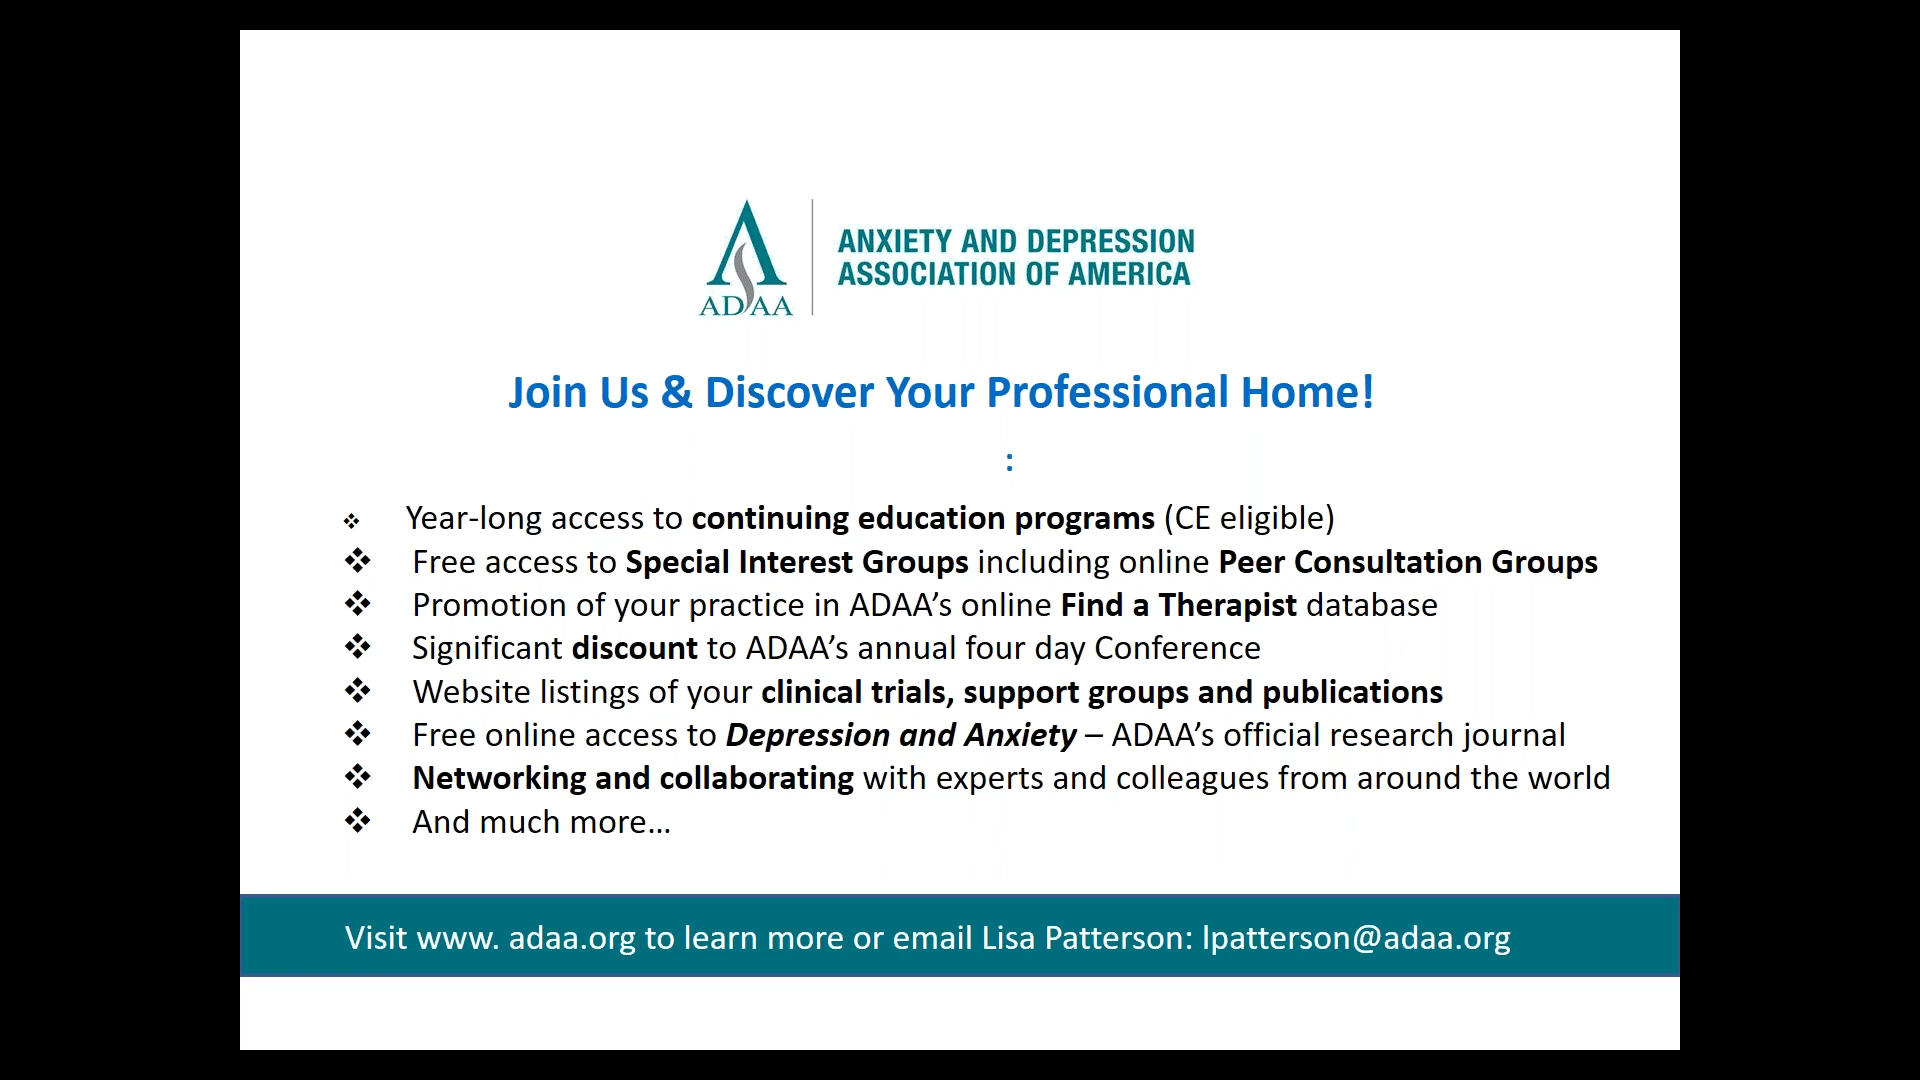 ADAA
ANXIETY AND DEPRESSION
ASSOCIATION OF AMERICA
Join Us & Discover Your Professional Home!
:
❖ Year-long access to continuing education programs (CE eligible)
❖ Free access to Special Interest Groups including online Peer Consultation Groups
❖ Promotion of your practice in ADAA’s online Find a Therapist database
❖ Significant discount to ADAA’s annual four day Conference
❖ Website listings of your clinical trials, support groups and publications
❖ Free online access to Depression and Anxiety – ADAA’s official research journal
❖ Networking and collaborating with experts and colleagues from around the world
❖ And much more…
Visit www. adaa.org to learn more or email Lisa Patterson: lpatterson@adaa.org